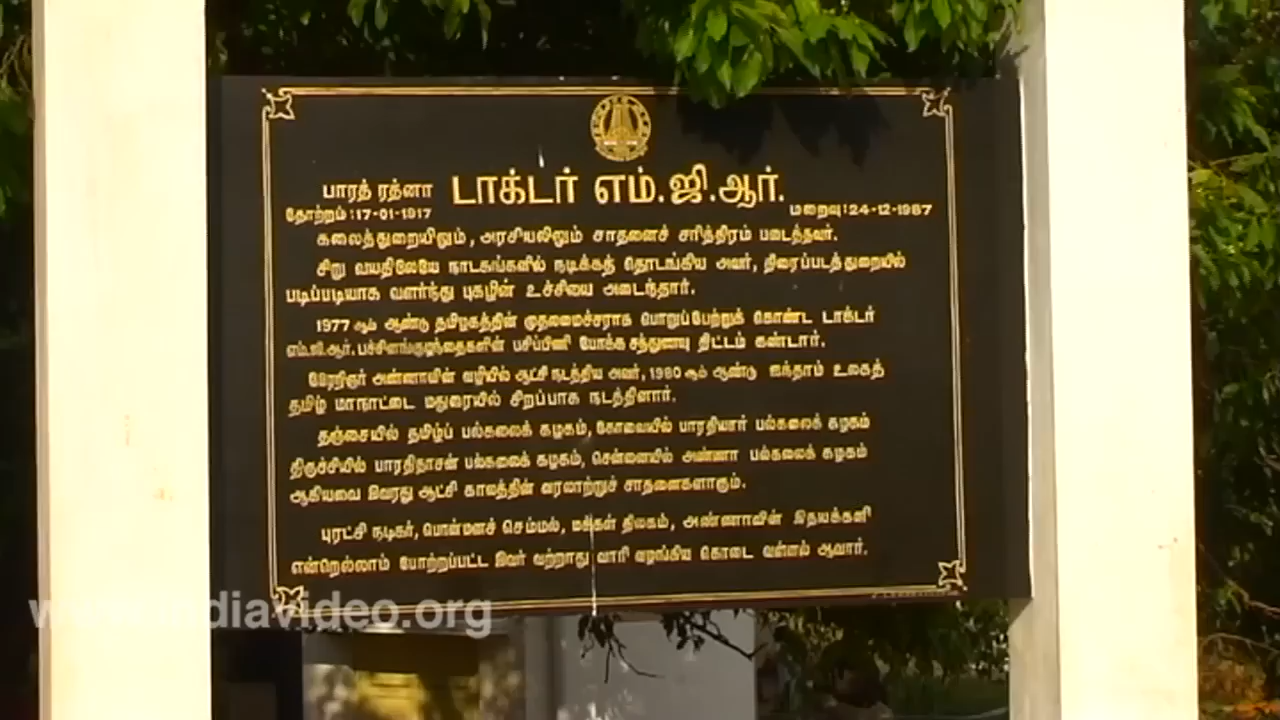 பாரத் ரத்னா டாக்டர் எம்.ஜி.ஆர்.
தோற்றம்:17-01-1917 மறைவு:24-12-1987
கலைத்துறையிலும், அரசியலிலும் சாதனைச் சரித்திரம் படைத்தவர்.
சிறு வயதிலேயே நாடகங்களில் நடிக்கத் தொடங்கிய அவர், திரைப்படத்துறையில்
படிப்படியாக வளர்ந்து புகழின் உச்சியை அடைந்தார்.
1977 ஆம் ஆண்டு தமிழகத்தின் முதலமைச்சராக பொறுப்பேற்றுக் கொண்ட டாக்டர்
எம்.ஜி.ஆர். பச்சிளங்குழந்தைகளின் பசிப்பிணி போக்க சத்துணவு திட்டம் கண்டார்.
பேரறிஞர் அண்ணாவின் வழியில் ஆட்சி நடத்திய அவர், 1980 ஆம் ஆண்டு ஐந்தாம் உலகத்
தமிழ் மாநாட்டை மதுரையில் சிறப்பாக நடத்தினார்.
தஞ்சையில் தமிழ்ப் பல்கலைக் கழகம், கோவையில் பாரதியார் பல்கலைக் கழகம்
திருச்சியில் பாரதிதாசன் பல்கலைக் கழகம், சென்னையில் அண்ணா பல்கலைக் கழகம்
ஆகியவை இவரது ஆட்சி காலத்தின் வரலாற்றுச் சாதனைகளாகும்.
புரட்சி நடிகர், பொன்மனச் செம்மல், மக்கள் திலகம், அண்ணாவின் இதயக்கனி
என்றெல்லாம் போற்றப்பட்ட இவர் வற்றாது வாரி வழங்கிய கொடை வள்ளல் ஆவார்.
www.indiavideo.org